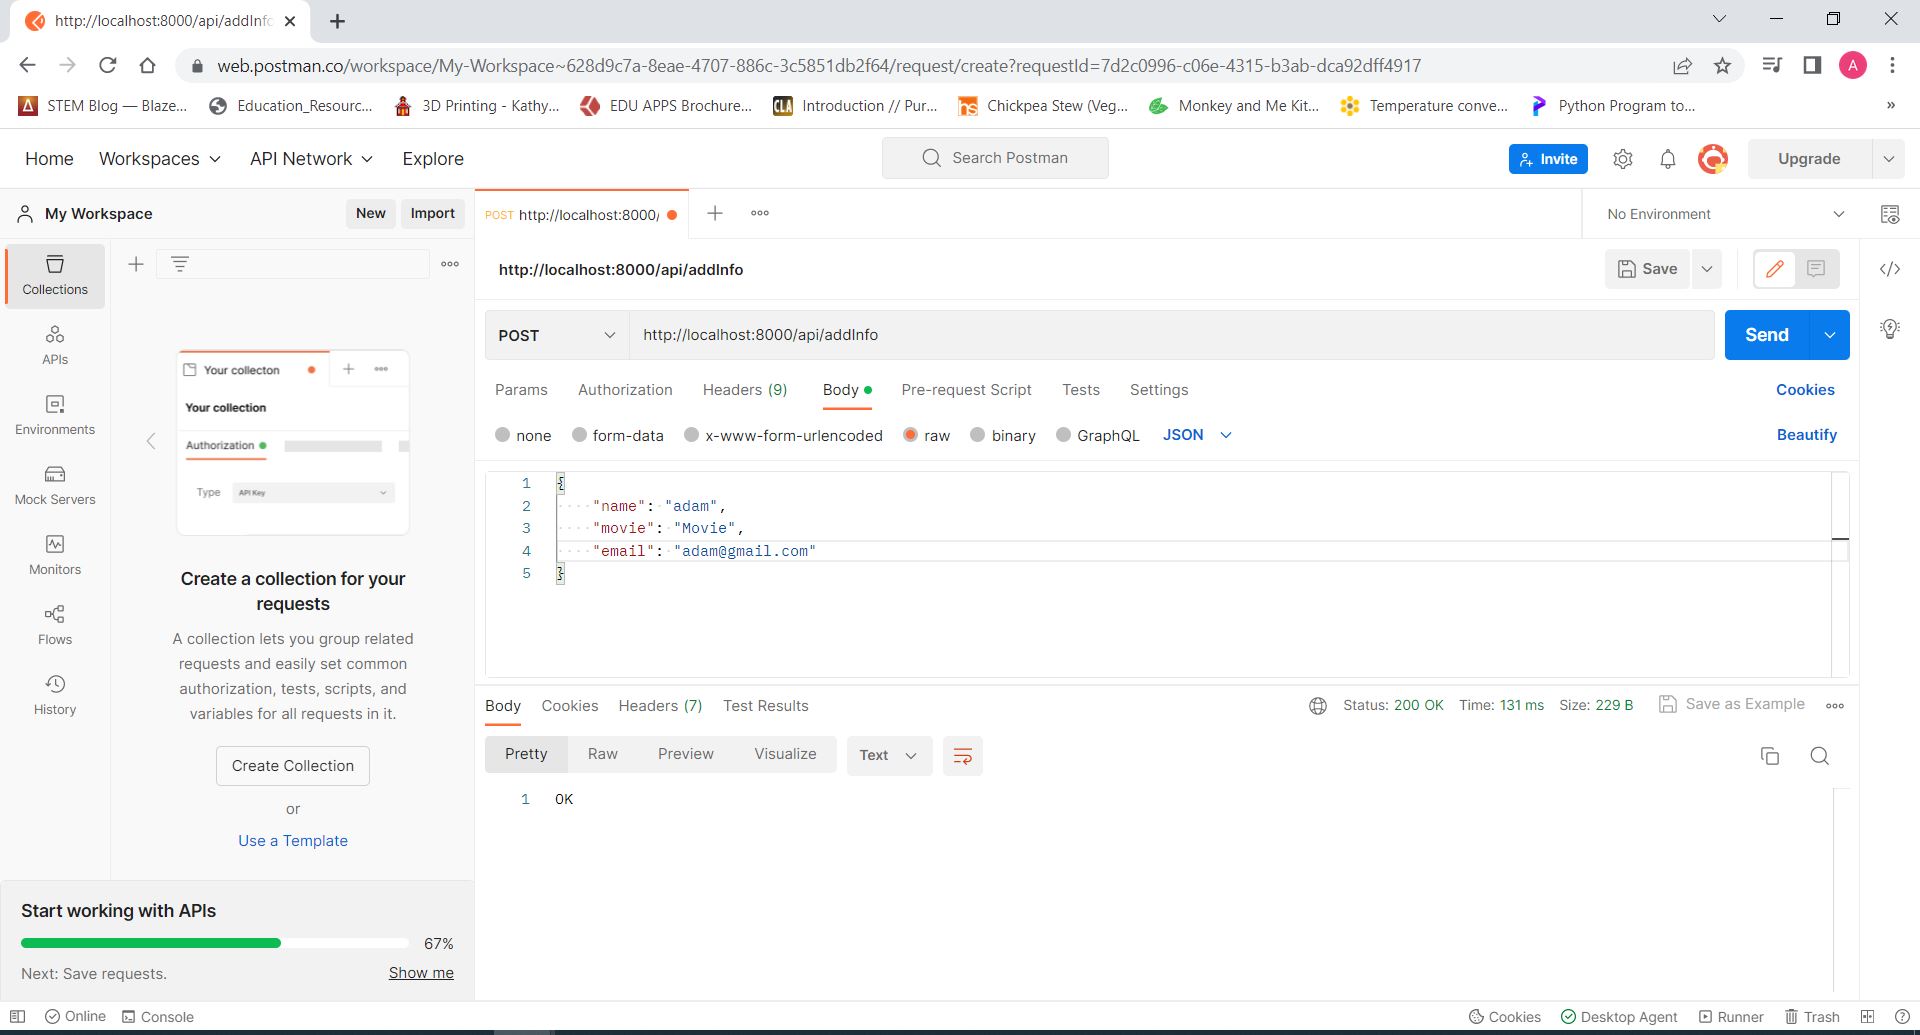 http://localhost:8000/api/addInfo
web.postman.co/workspace/My-Workspace~628d9c7a-8eae-4707-886c-3c5851db2f64/request/create?requestId=7d2c0996-c06e-4315-b3ab-dca92dff4917
A
STEM Blog — Blaze... Education_Resourc... 3D Printing - Kathy... EDU APPS Brochure... CLA Introduction // Pur... hs Chickpea Stew (Veg... Monkey and Me Kit... Temperature conve... Python Program to... »
Home Workspaces API Network Explore Search Postman Invite Upgrade
My Workspace New Import POST http://localhost:8000/ No Environment
http://localhost:8000/api/addInfo Save
Collections
APIs
Environments
Mock Servers
Monitors
Flows
History
Your collecton
Your collection
Authorization
Type API Key
Create a collection for your
requests
A collection lets you group related
requests and easily set common
authorization, tests, scripts, and
variables for all requests in it.
Create Collection
or
Use a Template
Start working with APIs
67%
Next: Save requests. Show me
POST http://localhost:8000/api/addInfo Send
Params Authorization Headers (9) Body Pre-request Script Tests Settings Cookies
none form-data x-www-form-urlencoded raw binary GraphQL JSON Beautify
1 {
2 "name": "adam",
3 "movie": "Movie",
4 "email": "adam@gmail.com"
5 }
Body Cookies Headers (7) Test Results Status: 200 OK Time: 131 ms Size: 229 B Save as Example
Pretty Raw Preview Visualize Text
1 OK
Online Console Cookies Desktop Agent Runner Trash